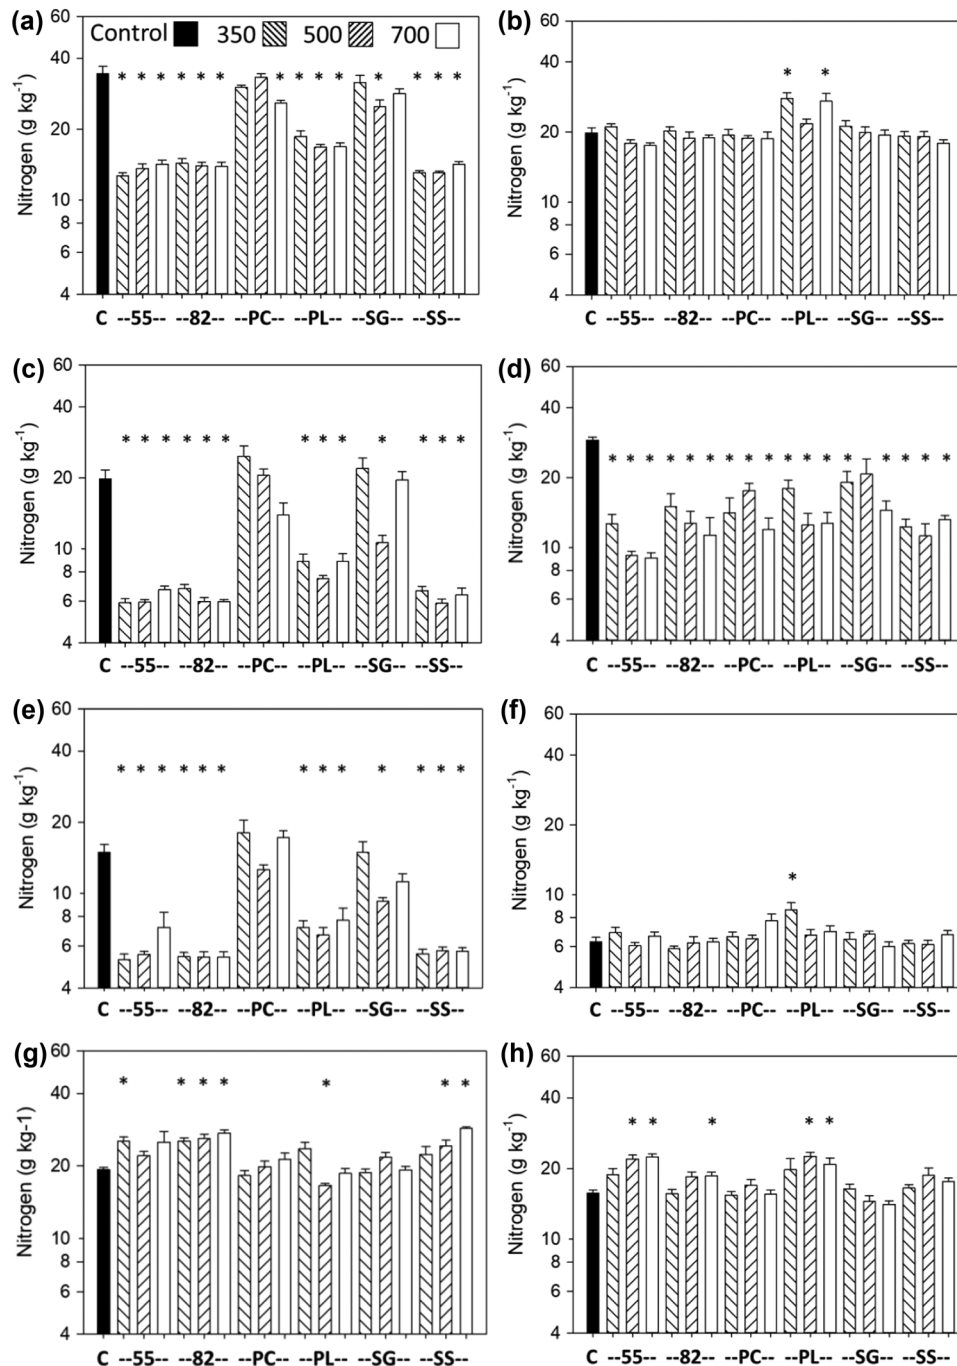 (a)
60
Control 350 500 700
40
20
10
8
6
4
Nitrogen (g kg-1)
* * * * * * * * * * * * * *
C --55-- --82-- --PC-- --PL-- --SG-- --SS--
(b)
60
40
20
10
8
6
4
Nitrogen (g kg-1)
* *
C --55-- --82-- --PC-- --PL-- --SG-- --SS--
(c)
60
40
20
10
8
6
4
Nitrogen (g kg-1)
* * * * * * * * * * * * *
C --55-- --82-- --PC-- --PL-- --SG-- --SS--
(d)
60
40
20
10
8
6
4
Nitrogen (g kg-1)
* * * * * * * * * * * * * * * * *
C --55-- --82-- --PC-- --PL-- --SG-- --SS--
(e)
60
40
20
10
8
6
4
Nitrogen (g kg-1)
* * * * * * * * * * * * *
C --55-- --82-- --PC-- --PL-- --SG-- --SS--
(f)
60
40
20
10
8
6
4
Nitrogen (g kg-1)
*
C --55-- --82-- --PC-- --PL-- --SG-- --SS--
(g)
60
40
20
10
8
6
4
Nitrogen (g kg-1)
* * * * * * *
C --55-- --82-- --PC-- --PL-- --SG-- --SS--
(h)
60
40
20
10
8
6
4
Nitrogen (g kg-1)
* * * * *
C --55-- --82-- --PC-- --PL-- --SG-- --SS--